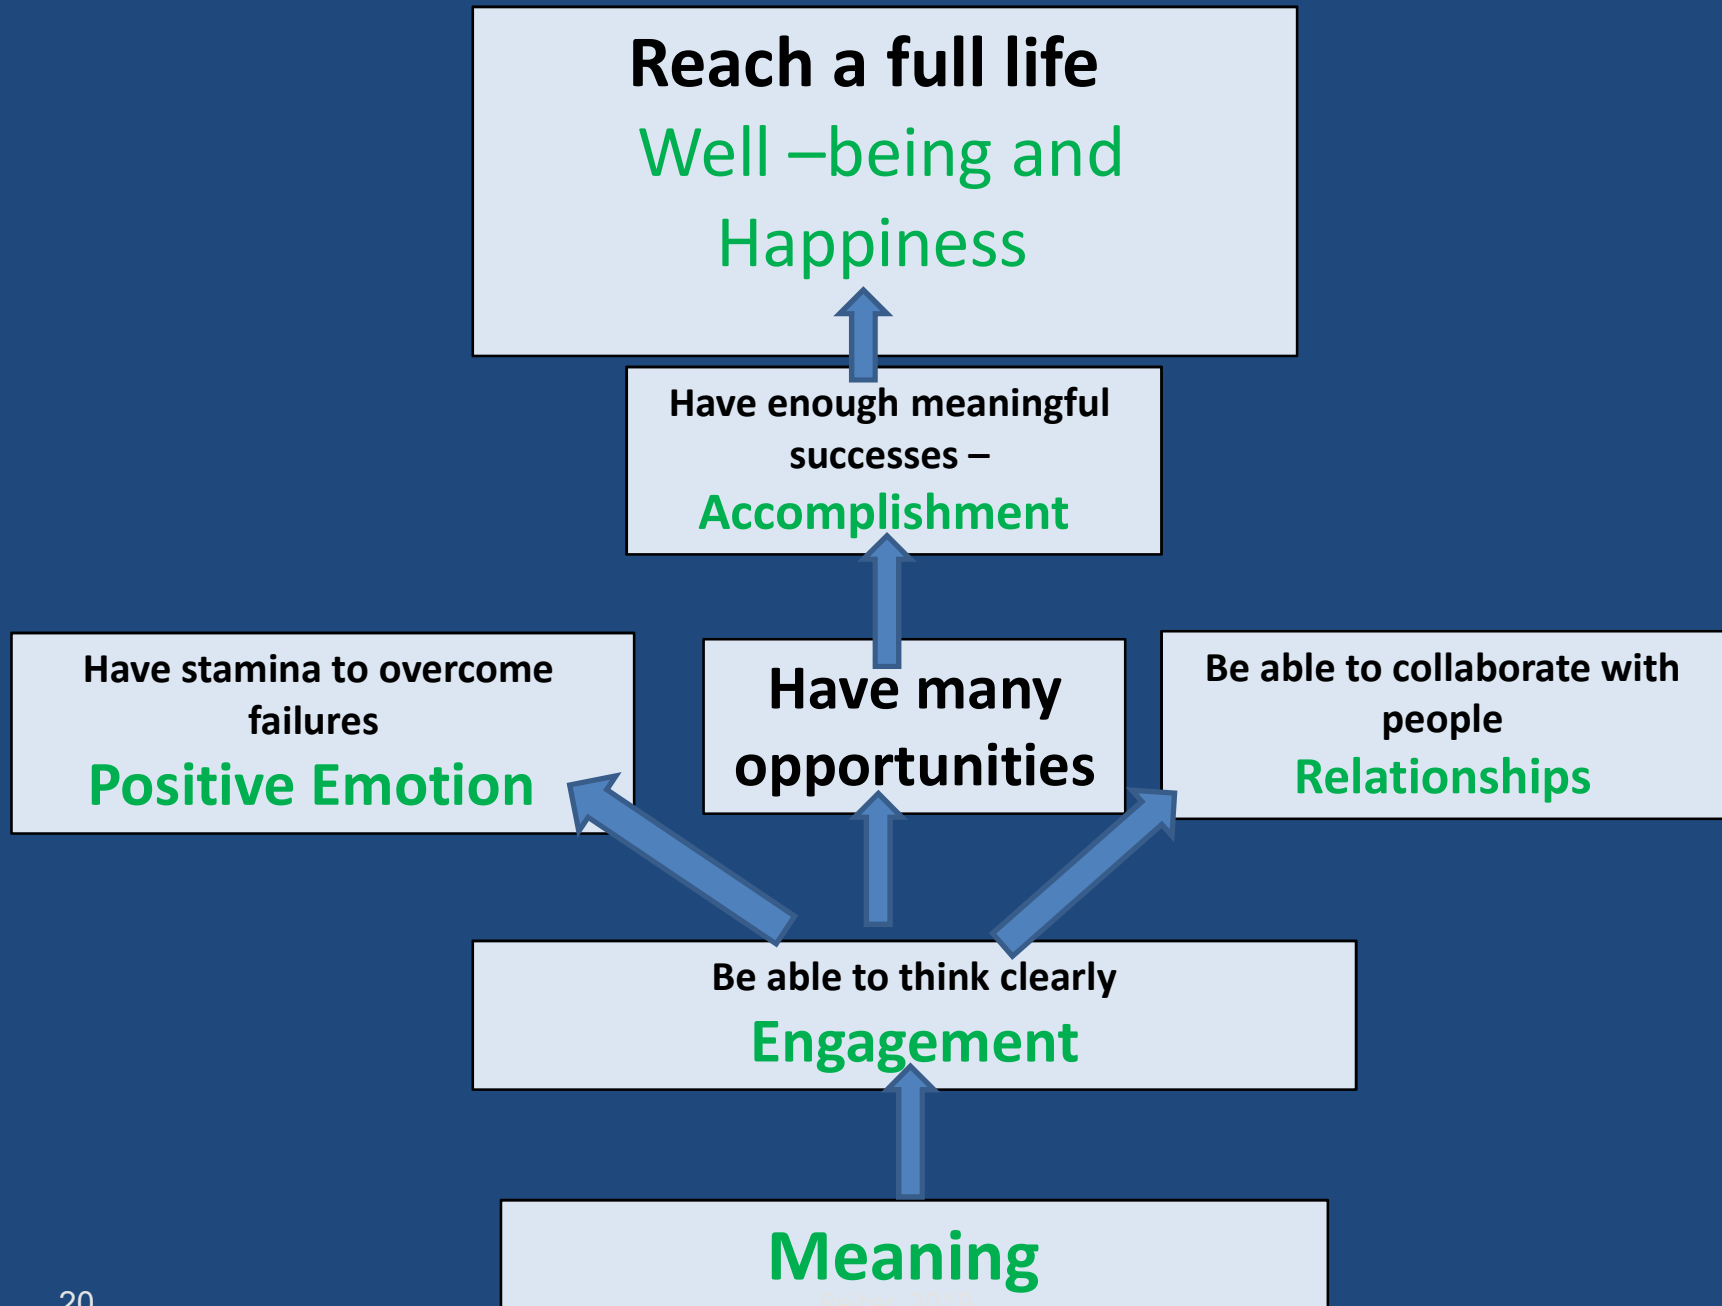 Reach a full life
Well –being and
Happiness
Have enough meaningful
successes –
Accomplishment
Have stamina to overcome
failures
Positive Emotion
Have many
opportunities
Be able to collaborate with
people
Relationships
Be able to think clearly
Engagement
Meaning
20